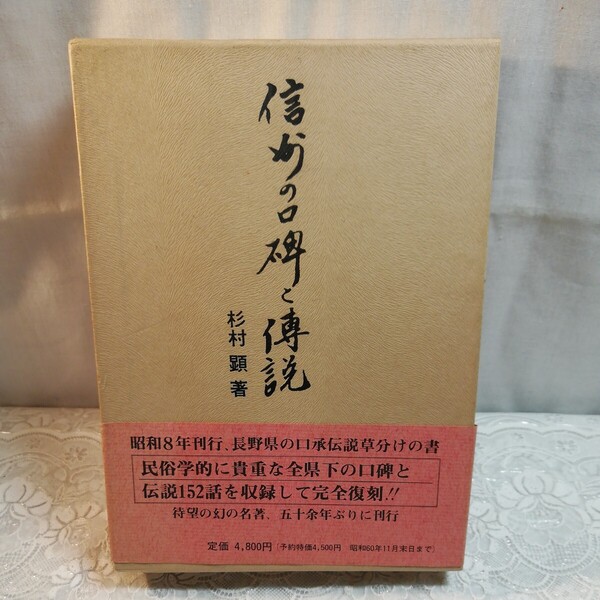 信州の口碑と傳説
杉村 顕 著
昭和8年刊行、長野県の口承伝説草分けの書
民俗学的に貴重な全県下の口碑と
伝説152話を収録して完全復刻!!
待望の幻の名著、五十余年ぶりに刊行
定価 4,800円〔予約特価4,500円 昭和60年11月末日まで〕